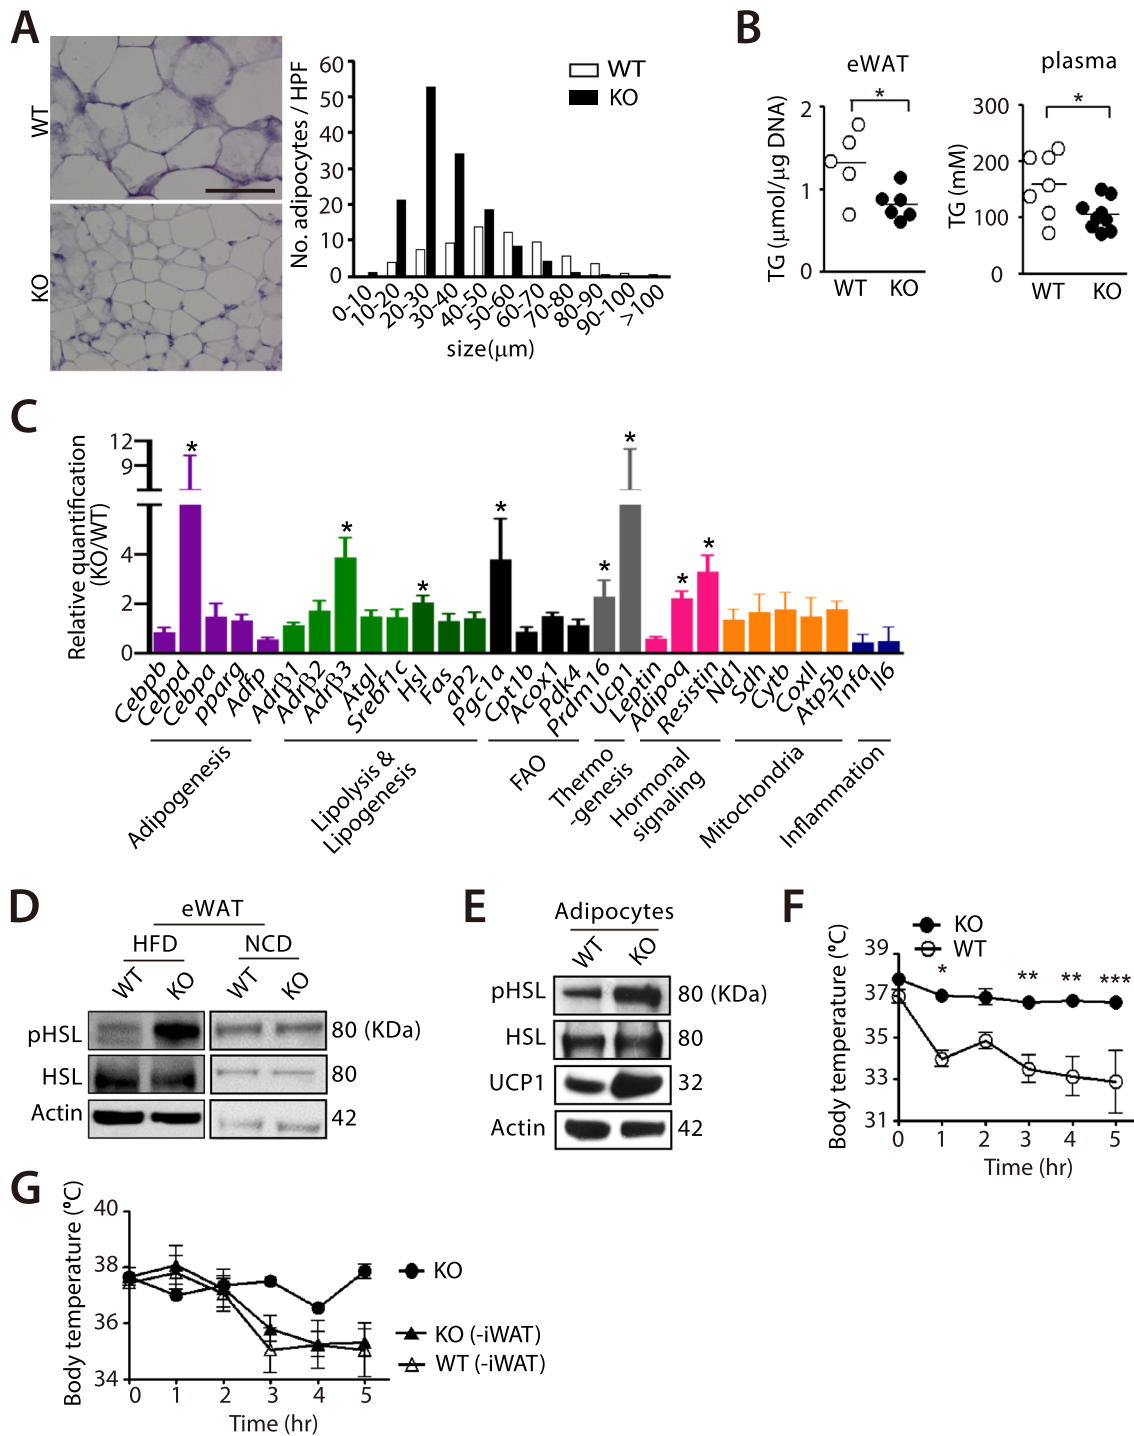 A
WT
KO
No. adipocytes / HPF
60
50
40
30
20
10
0
WT
KO
0-10
10-20
20-30
30-40
40-50
50-60
60-70
70-80
80-90
90-100
>100
size(μm)
B
eWAT
*
TG (μmol/μg DNA)
2
1
0
WT KO
plasma
*
TG (mM)
300
200
100
0
WT KO
C
Relative quantification
(KO/WT)
12
9
4
2
0
* * * * * * * *
Cebpb
Cebpd
Cebpa
pparg
Adfp
Adrβ1
Adrβ2
Adrβ3
Atgl
Srebf1c
Hsl
Fas
aP2
Pgc1a
Cpt1b
Acox1
Pdk4
Prdm16
Ucp1
Leptin
Adipoq
Resistin
Nd1
Sdh
Cytb
CoxII
Atp5b
Tnfa
Il6
Adipogenesis
Lipolysis &
Lipogenesis
FAO
Thermo
-genesis
Hormonal
signaling
Mitochondria
Inflammation
D
eWAT
HFD NCD
WT KO WT KO
pHSL 80 (KDa)
HSL 80
Actin 42
E
Adipocytes
WT KO
pHSL 80 (KDa)
HSL 80
UCP1 32
Actin 42
F
KO
WT
Body temperature (°C)
39
37
35
33
31
* ** ** ***
0 1 2 3 4 5
Time (hr)
G
Body temperature (°C)
40
38
36
34
KO
KO (-iWAT)
WT (-iWAT)
0 1 2 3 4 5
Time (hr)